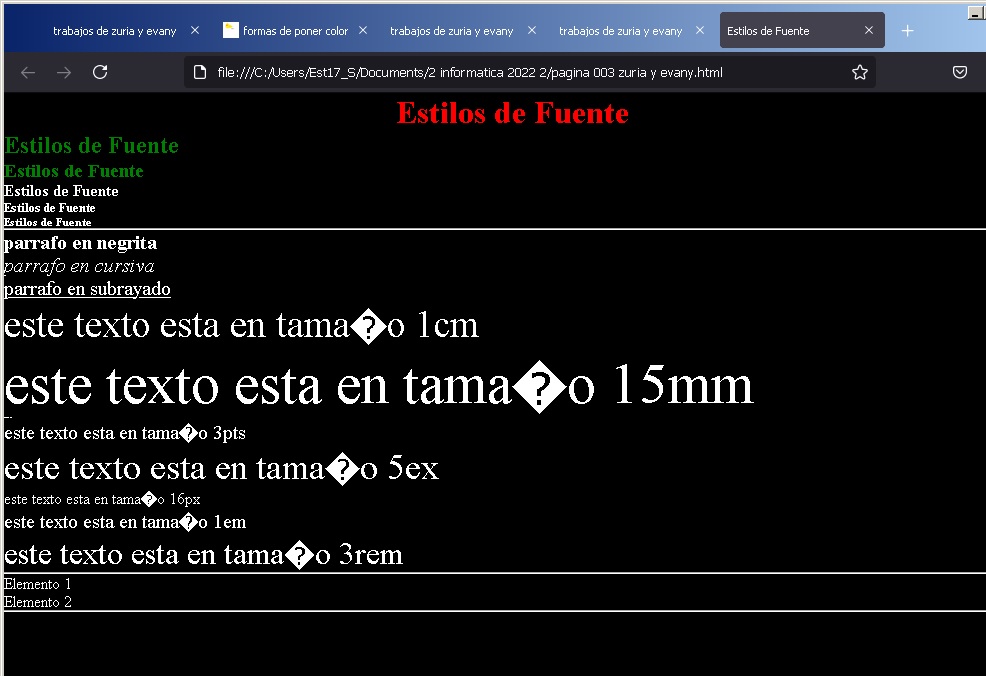 trabajos de zuria y evany
formas de poner color
trabajos de zuria y evany
trabajos de zuria y evany
Estilos de Fuente
file:///C:/Users/Est17_S/Documents/2 informatica 2022 2/pagina 003 zuria y evany.html
Estilos de Fuente
Estilos de Fuente
Estilos de Fuente
Estilos de Fuente
Estilos de Fuente
Estilos de Fuente
parrafo en negrita
parrafo en cursiva
parrafo en subrayado
este texto esta en tama�o 1cm
este texto esta en tama�o 15mm
este texto esta en tama�o 3pts
este texto esta en tama�o 5ex
este texto esta en tama�o 16px
este texto esta en tama�o 1em
este texto esta en tama�o 3rem
Elemento 1
Elemento 2